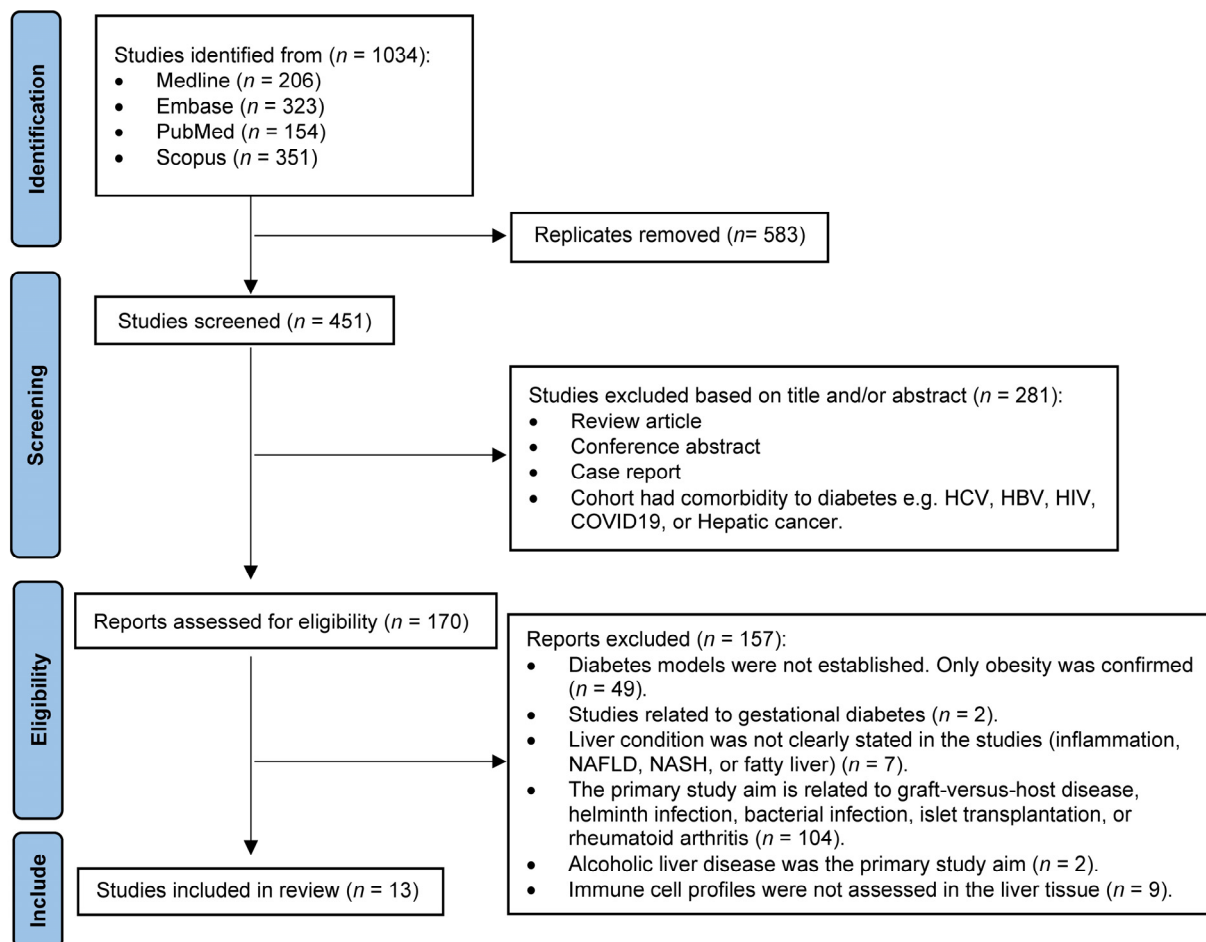 Identification
Studies identified from (n = 1034):
• Medline (n = 206)
• Embase (n = 323)
• PubMed (n = 154)
• Scopus (n = 351)
Replicates removed (n= 583)
Screening
Studies screened (n = 451)
Studies excluded based on title and/or abstract (n = 281):
• Review article
• Conference abstract
• Case report
• Cohort had comorbidity to diabetes e.g. HCV, HBV, HIV,
COVID19, or Hepatic cancer.
Eligibility
Reports assessed for eligibility (n = 170)
Reports excluded (n = 157):
• Diabetes models were not established. Only obesity was confirmed
(n = 49).
• Studies related to gestational diabetes (n = 2).
• Liver condition was not clearly stated in the studies (inflammation,
NAFLD, NASH, or fatty liver) (n = 7).
• The primary study aim is related to graft-versus-host disease,
helminth infection, bacterial infection, islet transplantation, or
rheumatoid arthritis (n = 104).
• Alcoholic liver disease was the primary study aim (n = 2).
• Immune cell profiles were not assessed in the liver tissue (n = 9).
Include
Studies included in review (n = 13)